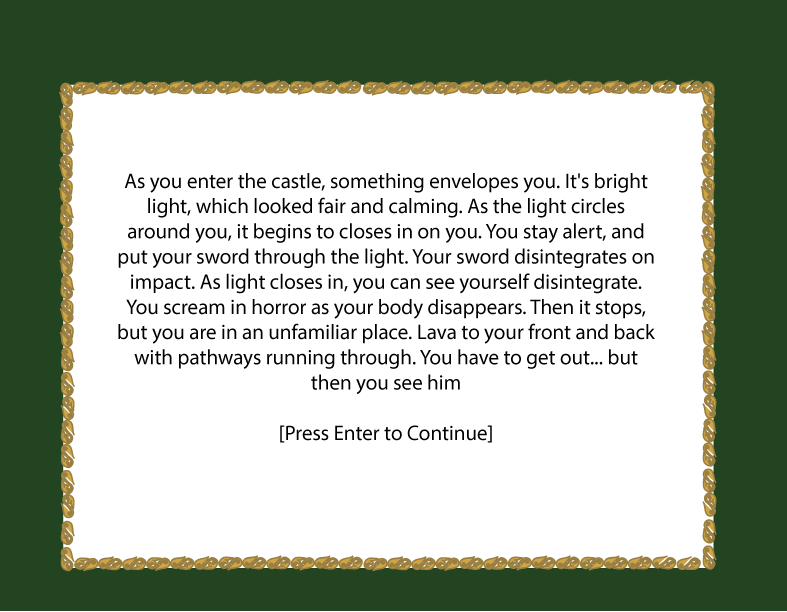 As you enter the castle, something envelopes you. It's bright
light, which looked fair and calming. As the light circles
around you, it begins to closes in on you. You stay alert, and
put your sword through the light. Your sword disintegrates on
impact. As light closes in, you can see yourself disintegrate.
You scream in horror as your body disappears. Then it stops,
but you are in an unfamiliar place. Lava to your front and back
with pathways running through. You have to get out... but
then you see him
[Press Enter to Continue]